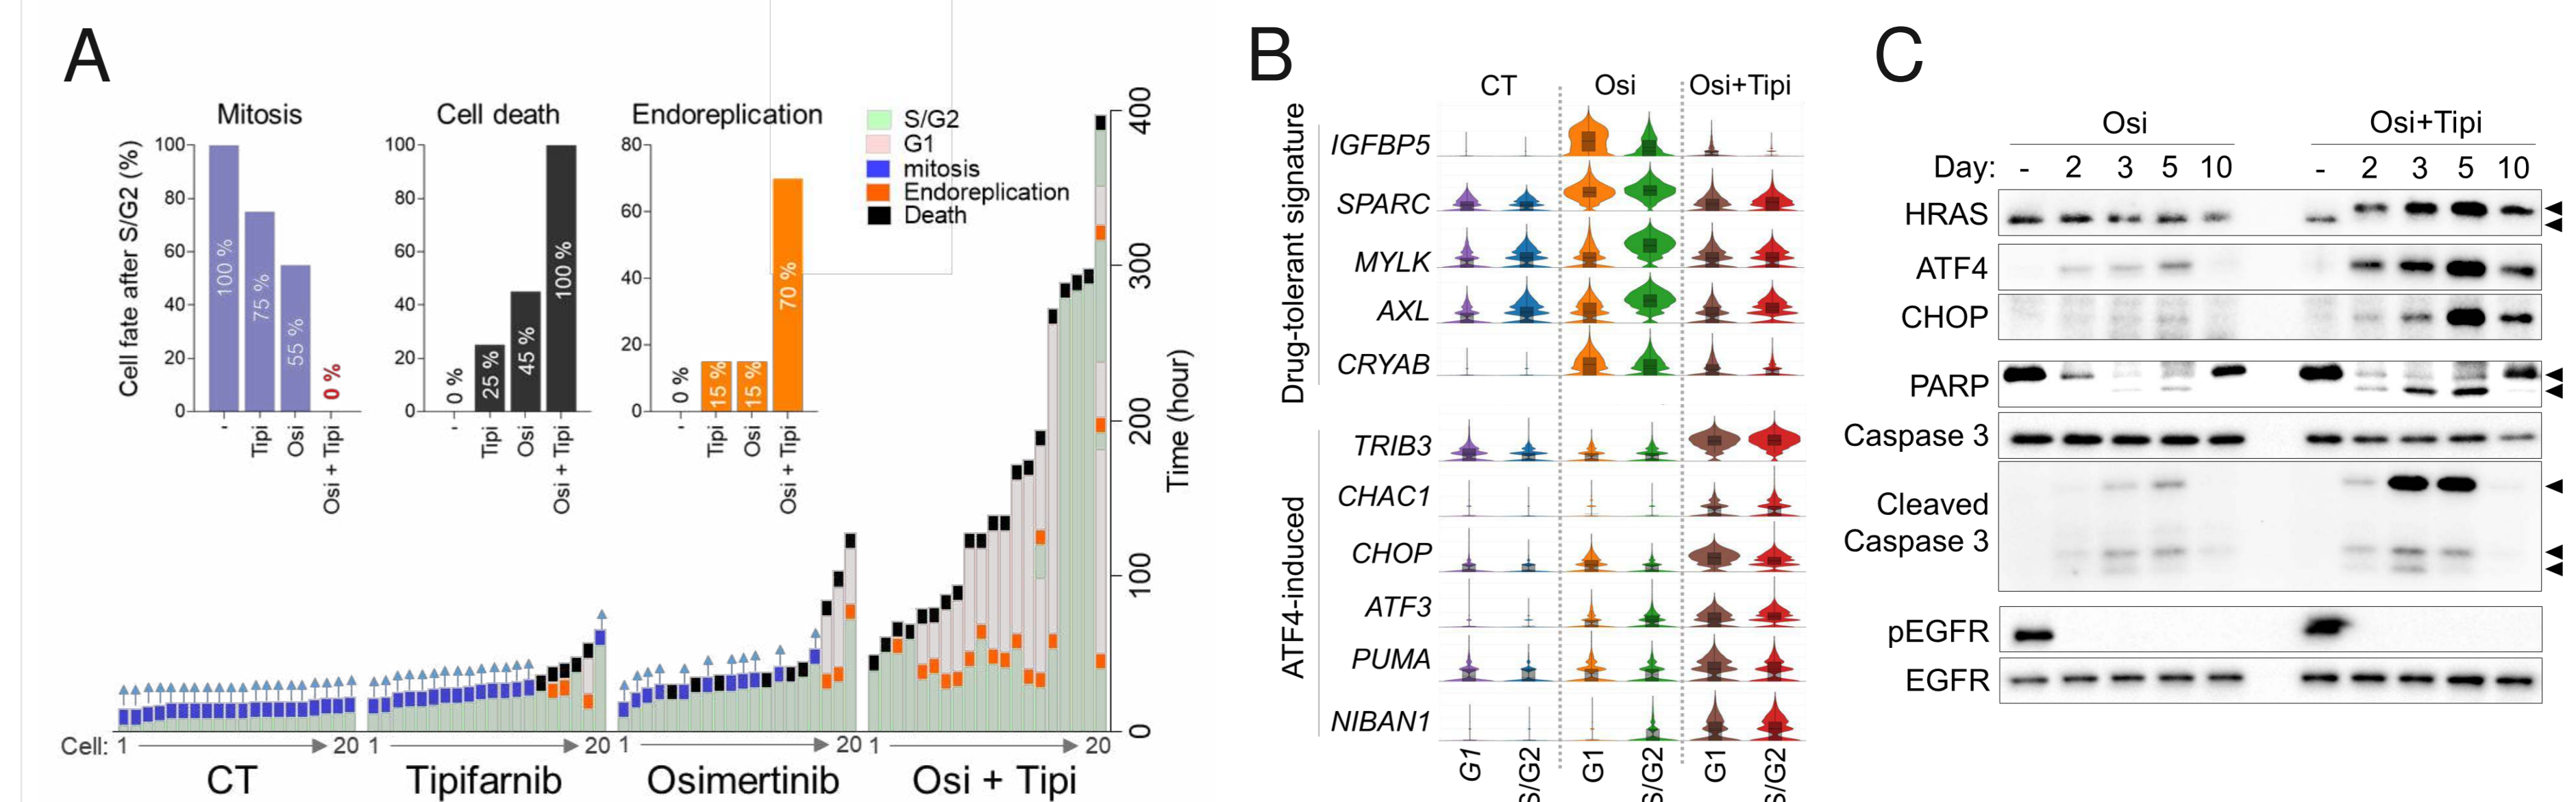 A
Mitosis
Cell death
Endoreplication
Cell fate after S/G2 (%)
100
80
60
40
20
0
100 %
75 %
55 %
0 %
-
Tipi
Osi
Osi + Tipi
100
80
60
40
20
0
0 %
25 %
45 %
100 %
-
Tipi
Osi
Osi + Tipi
80
60
40
20
0
0 %
15 %
15 %
70 %
-
Tipi
Osi
Osi + Tipi
S/G2
G1
mitosis
Endoreplication
Death
400
300
200
100
0
Time (hour)
Cell: 1 20 1 20 1 20 1 20
CT Tipifarnib Osimertinib Osi + Tipi
B
CT Osi Osi+Tipi
Drug-tolerant signature
IGFBP5
SPARC
MYLK
AXL
CRYAB
ATF4-induced
TRIB3
CHAC1
CHOP
ATF3
PUMA
NIBAN1
G1 S/G2 G1 S/G2 G1 S/G2
C
Osi Osi+Tipi
Day: - 2 3 5 10 - 2 3 5 10
HRAS
ATF4
CHOP
PARP
Caspase 3
Cleaved
Caspase 3
pEGFR
EGFR